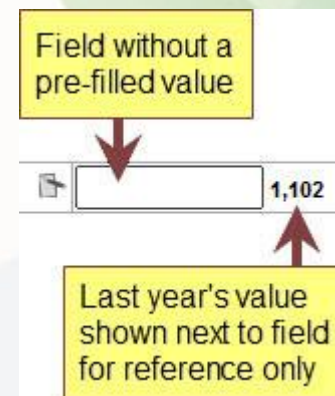 Field without a
pre-filled value
1,102
Last year's value
shown next to field
for reference only